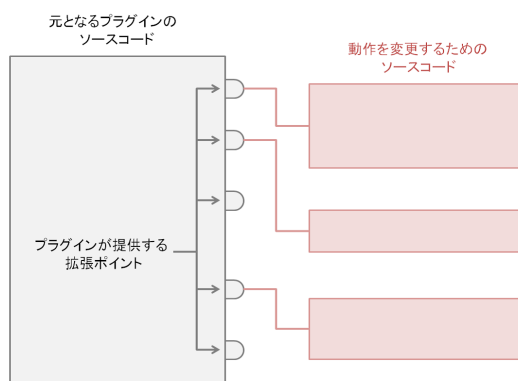 元となるプラグインの
ソースコード
動作を変更するための
ソースコード
プラグインが提供する
拡張ポイント